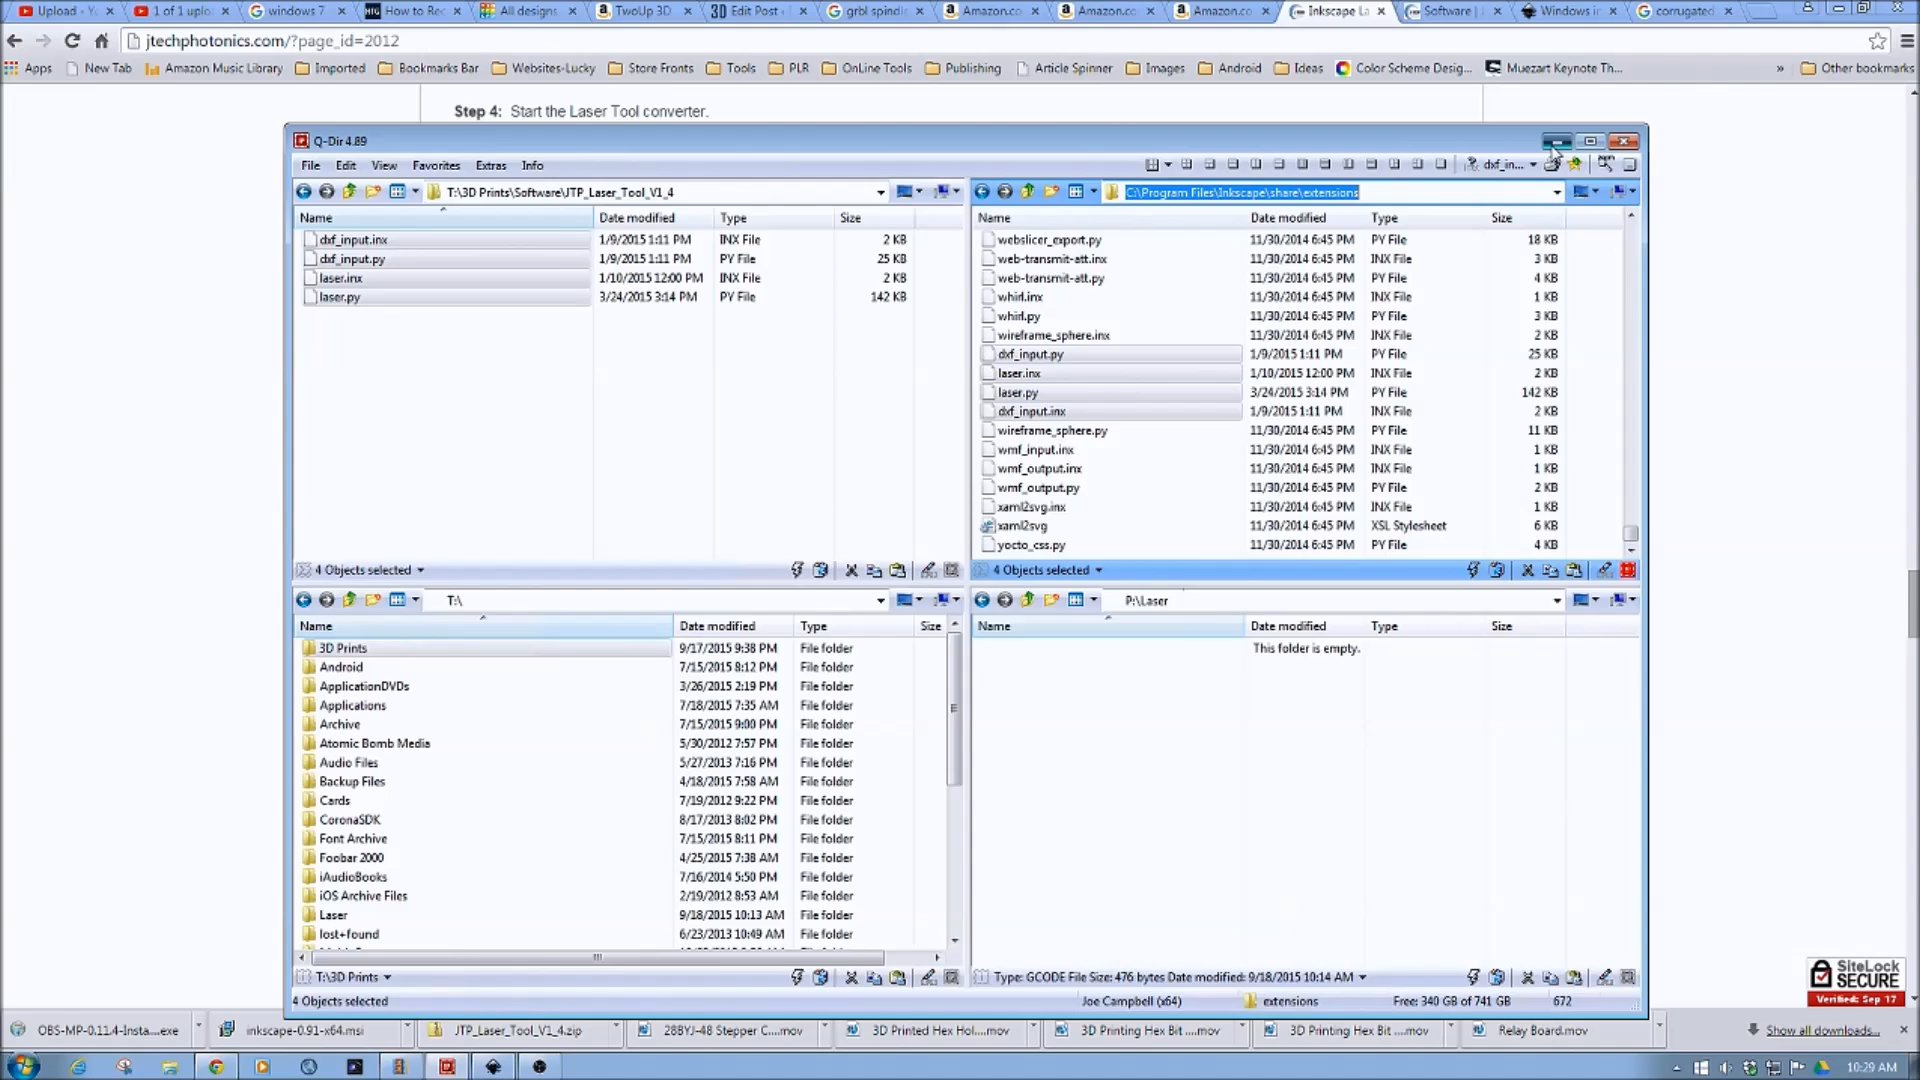 Upload - Yo
1 of 1 uploa
windows 7
How to Rec
All designs
TwoUp 3D
Edit Post
grbl spindl
Amazon.co
Amazon.co
Amazon.co
Inkscape La
Software |
Windows in
corrugated
jtechphotonics.com/?page_id=2012
Apps New Tab Amazon Music Library Imported Bookmarks Bar Websites-Lucky Store Fronts Tools PLR OnLine Tools Publishing Article Spinner Images Android Ideas Color Scheme Desig... Muezart Keynote Th... » Other bookmarks
Step 4: Start the Laser Tool converter.
Q-Dir 4.89
File Edit View Favorites Extras Info
dxf_in...
T:\3D Prints\Software\JTP_Laser_Tool_V1_4
Name Date modified Type Size
dxf_input.inx 1/9/2015 1:11 PM INX File 2 KB
dxf_input.py 1/9/2015 1:11 PM PY File 25 KB
laser.inx 1/10/2015 12:00 PM INX File 2 KB
laser.py 3/24/2015 3:14 PM PY File 142 KB
4 Objects selected
C:\Program Files\Inkscape\share\extensions
Name Date modified Type Size
webslicer_export.py 11/30/2014 6:45 PM PY File 18 KB
web-transmit-att.inx 11/30/2014 6:45 PM INX File 3 KB
web-transmit-att.py 11/30/2014 6:45 PM PY File 4 KB
whirl.inx 11/30/2014 6:45 PM INX File 1 KB
whirl.py 11/30/2014 6:45 PM PY File 3 KB
wireframe_sphere.inx 11/30/2014 6:45 PM INX File 2 KB
dxf_input.py 1/9/2015 1:11 PM PY File 25 KB
laser.inx 1/10/2015 12:00 PM INX File 2 KB
laser.py 3/24/2015 3:14 PM PY File 142 KB
dxf_input.inx 1/9/2015 1:11 PM INX File 2 KB
wireframe_sphere.py 11/30/2014 6:45 PM PY File 11 KB
wmf_input.inx 11/30/2014 6:45 PM INX File 1 KB
wmf_output.inx 11/30/2014 6:45 PM INX File 1 KB
wmf_output.py 11/30/2014 6:45 PM PY File 2 KB
xaml2svg.inx 11/30/2014 6:45 PM INX File 1 KB
xaml2svg 11/30/2014 6:45 PM XSL Stylesheet 6 KB
yocto_css.py 11/30/2014 6:45 PM PY File 4 KB
4 Objects selected
T:\
Name Date modified Type Size
3D Prints 9/17/2015 9:38 PM File folder
Android 7/15/2015 8:12 PM File folder
ApplicationDVDs 3/26/2015 2:19 PM File folder
Applications 7/18/2015 7:35 AM File folder
Archive 7/15/2015 9:00 PM File folder
Atomic Bomb Media 5/30/2012 7:57 PM File folder
Audio Files 5/27/2013 7:16 PM File folder
Backup Files 4/18/2015 7:58 AM File folder
Cards 7/19/2012 9:22 PM File folder
CoronaSDK 8/17/2013 8:02 PM File folder
Font Archive 7/15/2015 8:11 PM File folder
Foobar 2000 4/25/2015 7:38 AM File folder
iAudioBooks 7/16/2014 5:50 PM File folder
iOS Archive Files 2/19/2012 8:53 AM File folder
Laser 9/18/2015 10:13 AM File folder
lost+found 6/23/2013 10:49 AM File folder
T:\3D Prints
P:\Laser
Name Date modified Type Size
This folder is empty.
Type: GCODE File Size: 476 bytes Date modified: 9/18/2015 10:14 AM
4 Objects selected Joe Campbell (x64) extensions Free: 340 GB of 741 GB 672
SiteLock
SECURE
Verified: Sep 17
OBS-MP-0.11.4-Insta....exe inkscape-0.91-x64.msi JTP_Laser_Tool_V1_4.zip 28BYJ-48 Stepper C....mov 3D Printed Hex Hol....mov 3D Printing Hex Bit ....mov 3D Printing Hex Bit ....mov Relay Board.mov Show all downloads...
10:29 AM